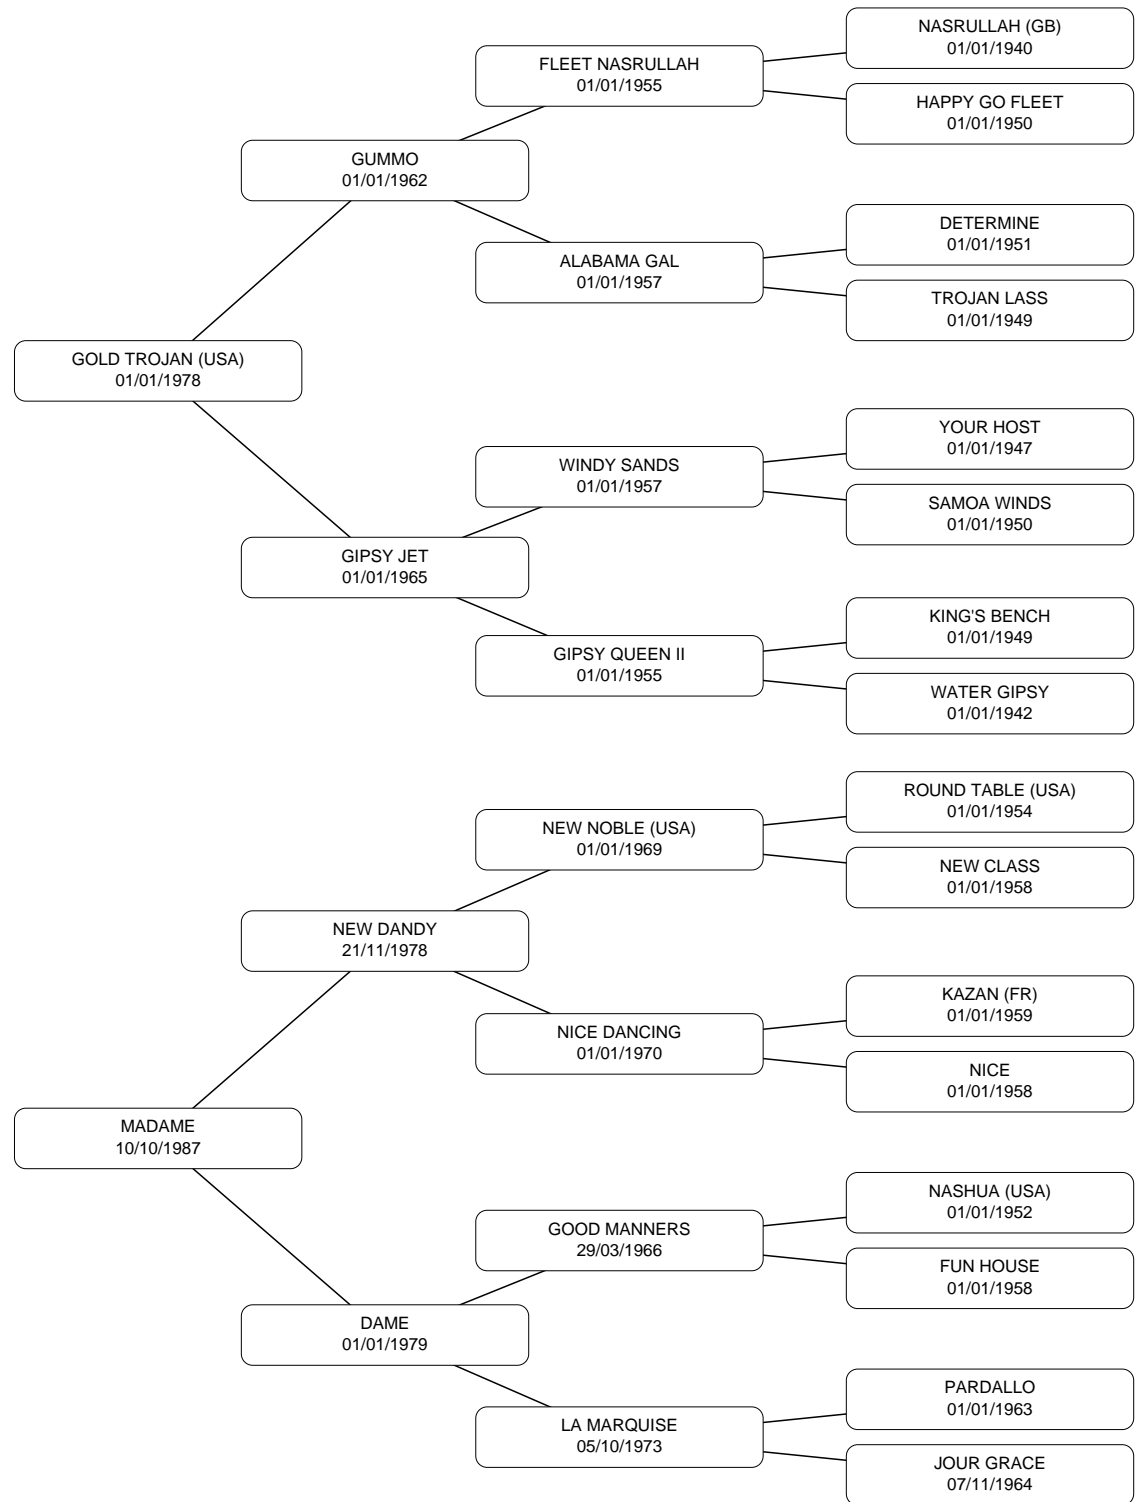 NASRULLAH (GB)
01/01/1940
FLEET NASRULLAH
01/01/1955
HAPPY GO FLEET
01/01/1950
GUMMO
01/01/1962
DETERMINE
01/01/1951
ALABAMA GAL
01/01/1957
TROJAN LASS
01/01/1949
GOLD TROJAN (USA)
01/01/1978
YOUR HOST
01/01/1947
WINDY SANDS
01/01/1957
SAMOA WINDS
01/01/1950
GIPSY JET
01/01/1965
KING'S BENCH
01/01/1949
GIPSY QUEEN II
01/01/1955
WATER GIPSY
01/01/1942
ROUND TABLE (USA)
01/01/1954
NEW NOBLE (USA)
01/01/1969
NEW CLASS
01/01/1958
NEW DANDY
21/11/1978
KAZAN (FR)
01/01/1959
NICE DANCING
01/01/1970
NICE
01/01/1958
MADAME
10/10/1987
NASHUA (USA)
01/01/1952
GOOD MANNERS
29/03/1966
FUN HOUSE
01/01/1958
DAME
01/01/1979
PARDALLO
01/01/1963
LA MARQUISE
05/10/1973
JOUR GRACE
07/11/1964